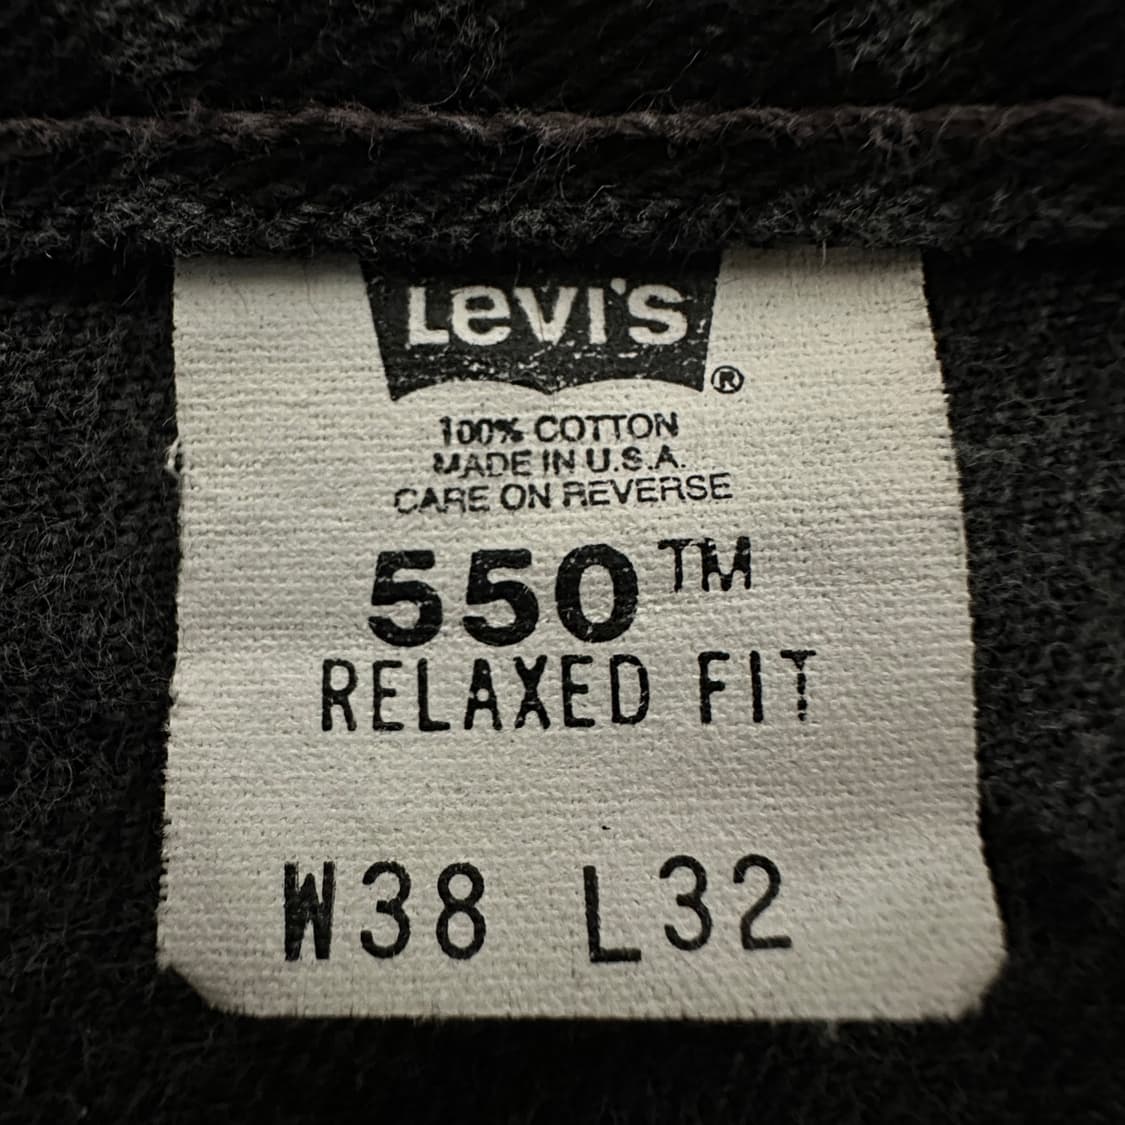 LEVI'S
®
100% COTTON
MADE IN U.S.A.
CARE ON REVERSE
550™
RELAXED FIT
W38 L32